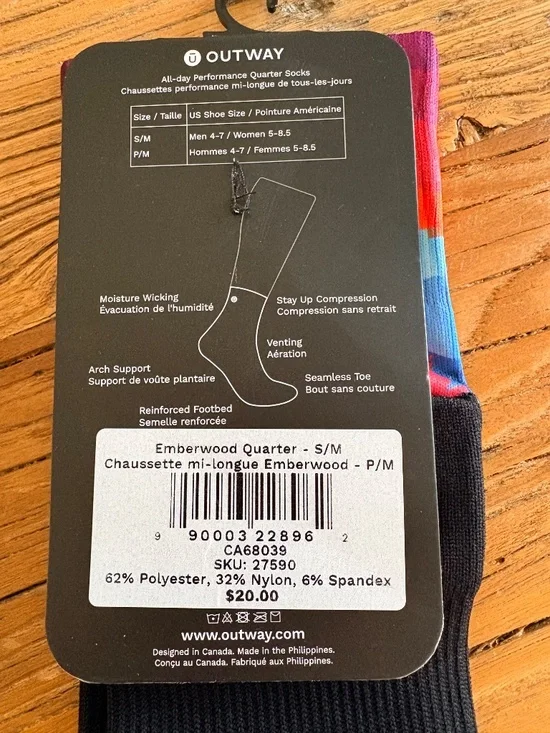 OUTWAY
All-day Performance Quarter Socks
Chaussettes performance mi-longue de tous-les-jours
Size / Taille US Shoe Size / Pointure Américaine
S/M Men 4-7 / Women 5-8.5
P/M Hommes 4-7 / Femmes 5-8.5
Moisture Wicking
Évacuation de l'humidité
Stay Up Compression
Compression sans retrait
Venting
Aération
Arch Support
Support de voûte plantaire
Seamless Toe
Bout sans couture
Reinforced Footbed
Semelle renforcée
Emberwood Quarter - S/M
Chaussette mi-longue Emberwood - P/M
9 90003 22896 2
CA68039
SKU: 27590
62% Polyester, 32% Nylon, 6% Spandex
$20.00
www.outway.com
Designed in Canada. Made in the Philippines.
Conçu au Canada. Fabriqué aux Philippines.